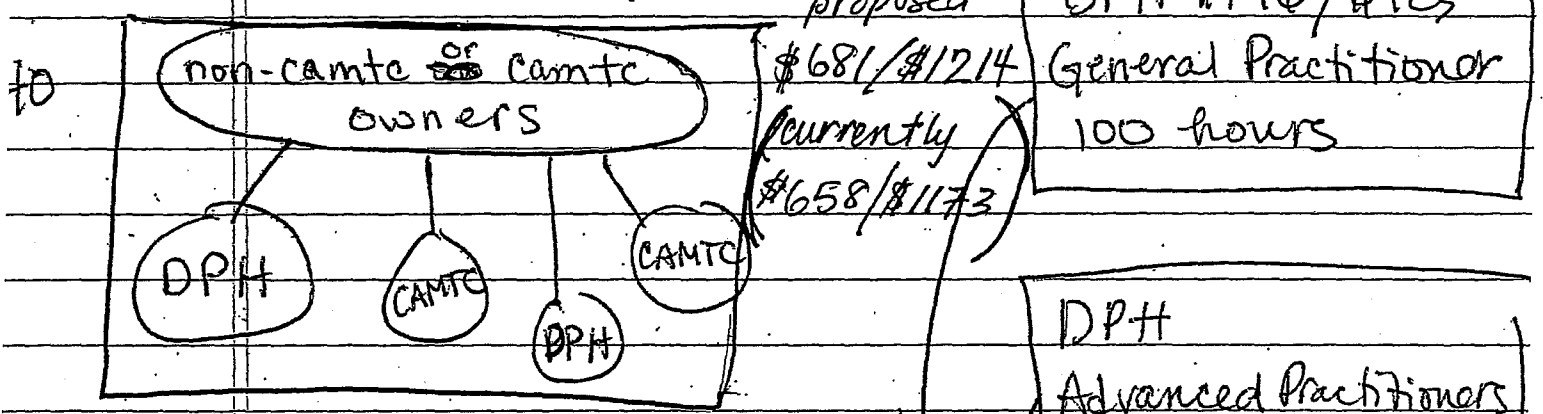 to
non-camtc or camtc
owners
DPH
CAMTC
DPH
CAMTC
proposed
$681/$1214
(currently
$658/$1173)
General Practitioner
100 hours
DPH
Advanced Practitioners